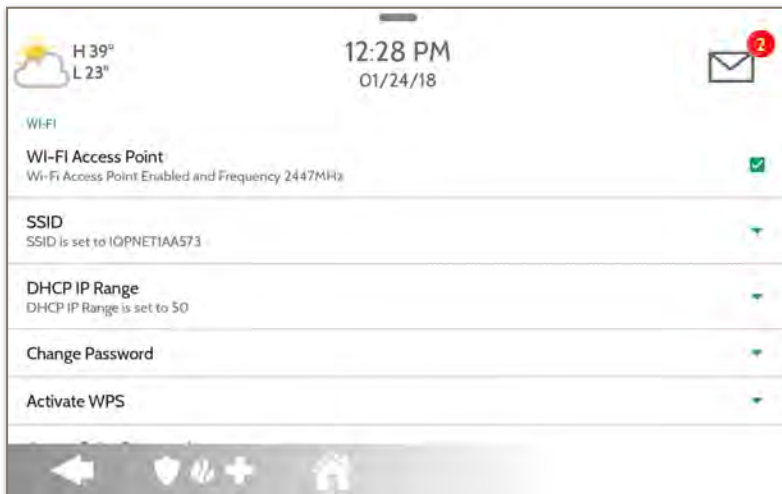 H 39°
L 23°
12:28 PM
01/24/18
2
WI-FI
WI-FI Access Point
Wi-Fi Access Point Enabled and Frequency 2447MHz
SSID
SSID is set to IQPNET1AA573
DHCP IP Range
DHCP IP Range is set to 50
Change Password
Activate WPS